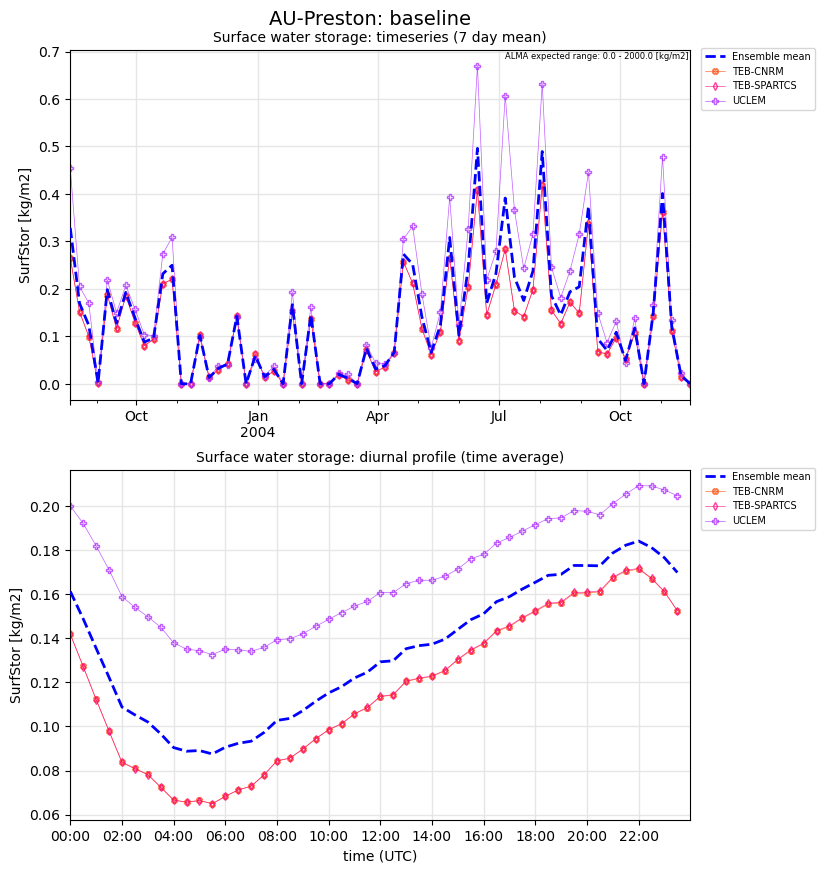 AU-Preston: baseline
Surface water storage: timeseries (7 day mean)
ALMA expected range: 0.0 - 2000.0 [kg/m2]
Ensemble mean
TEB-CNRM
TEB-SPARTCS
UCLEM
SurfStor [kg/m2]
0.7
0.6
0.5
0.4
0.3
0.2
0.1
0.0
Oct Jan Apr Jul Oct
2004
Surface water storage: diurnal profile (time average)
Ensemble mean
TEB-CNRM
TEB-SPARTCS
UCLEM
SurfStor [kg/m2]
0.20
0.18
0.16
0.14
0.12
0.10
0.08
0.06
00:00 02:00 04:00 06:00 08:00 10:00 12:00 14:00 16:00 18:00 20:00 22:00
time (UTC)